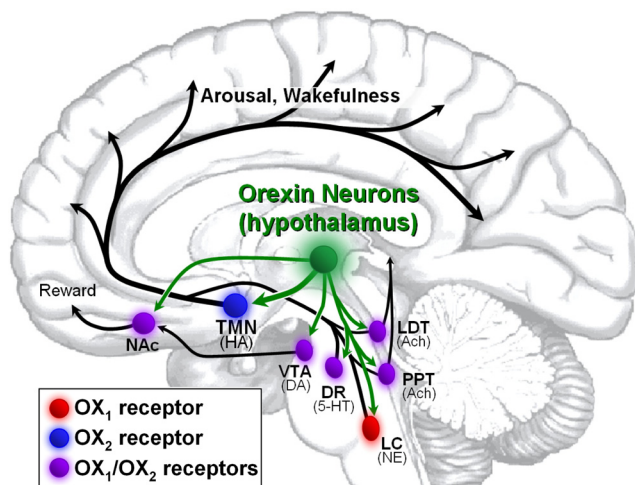 Arousal, Wakefulness
Orexin Neurons
(hypothalamus)
Reward
NAc
TMN
(HA)
VTA
(DA)
DR
(5-HT)
LDT
(Ach)
PPT
(Ach)
LC
(NE)
OX₁ receptor
OX₂ receptor
OX₁/OX₂ receptors